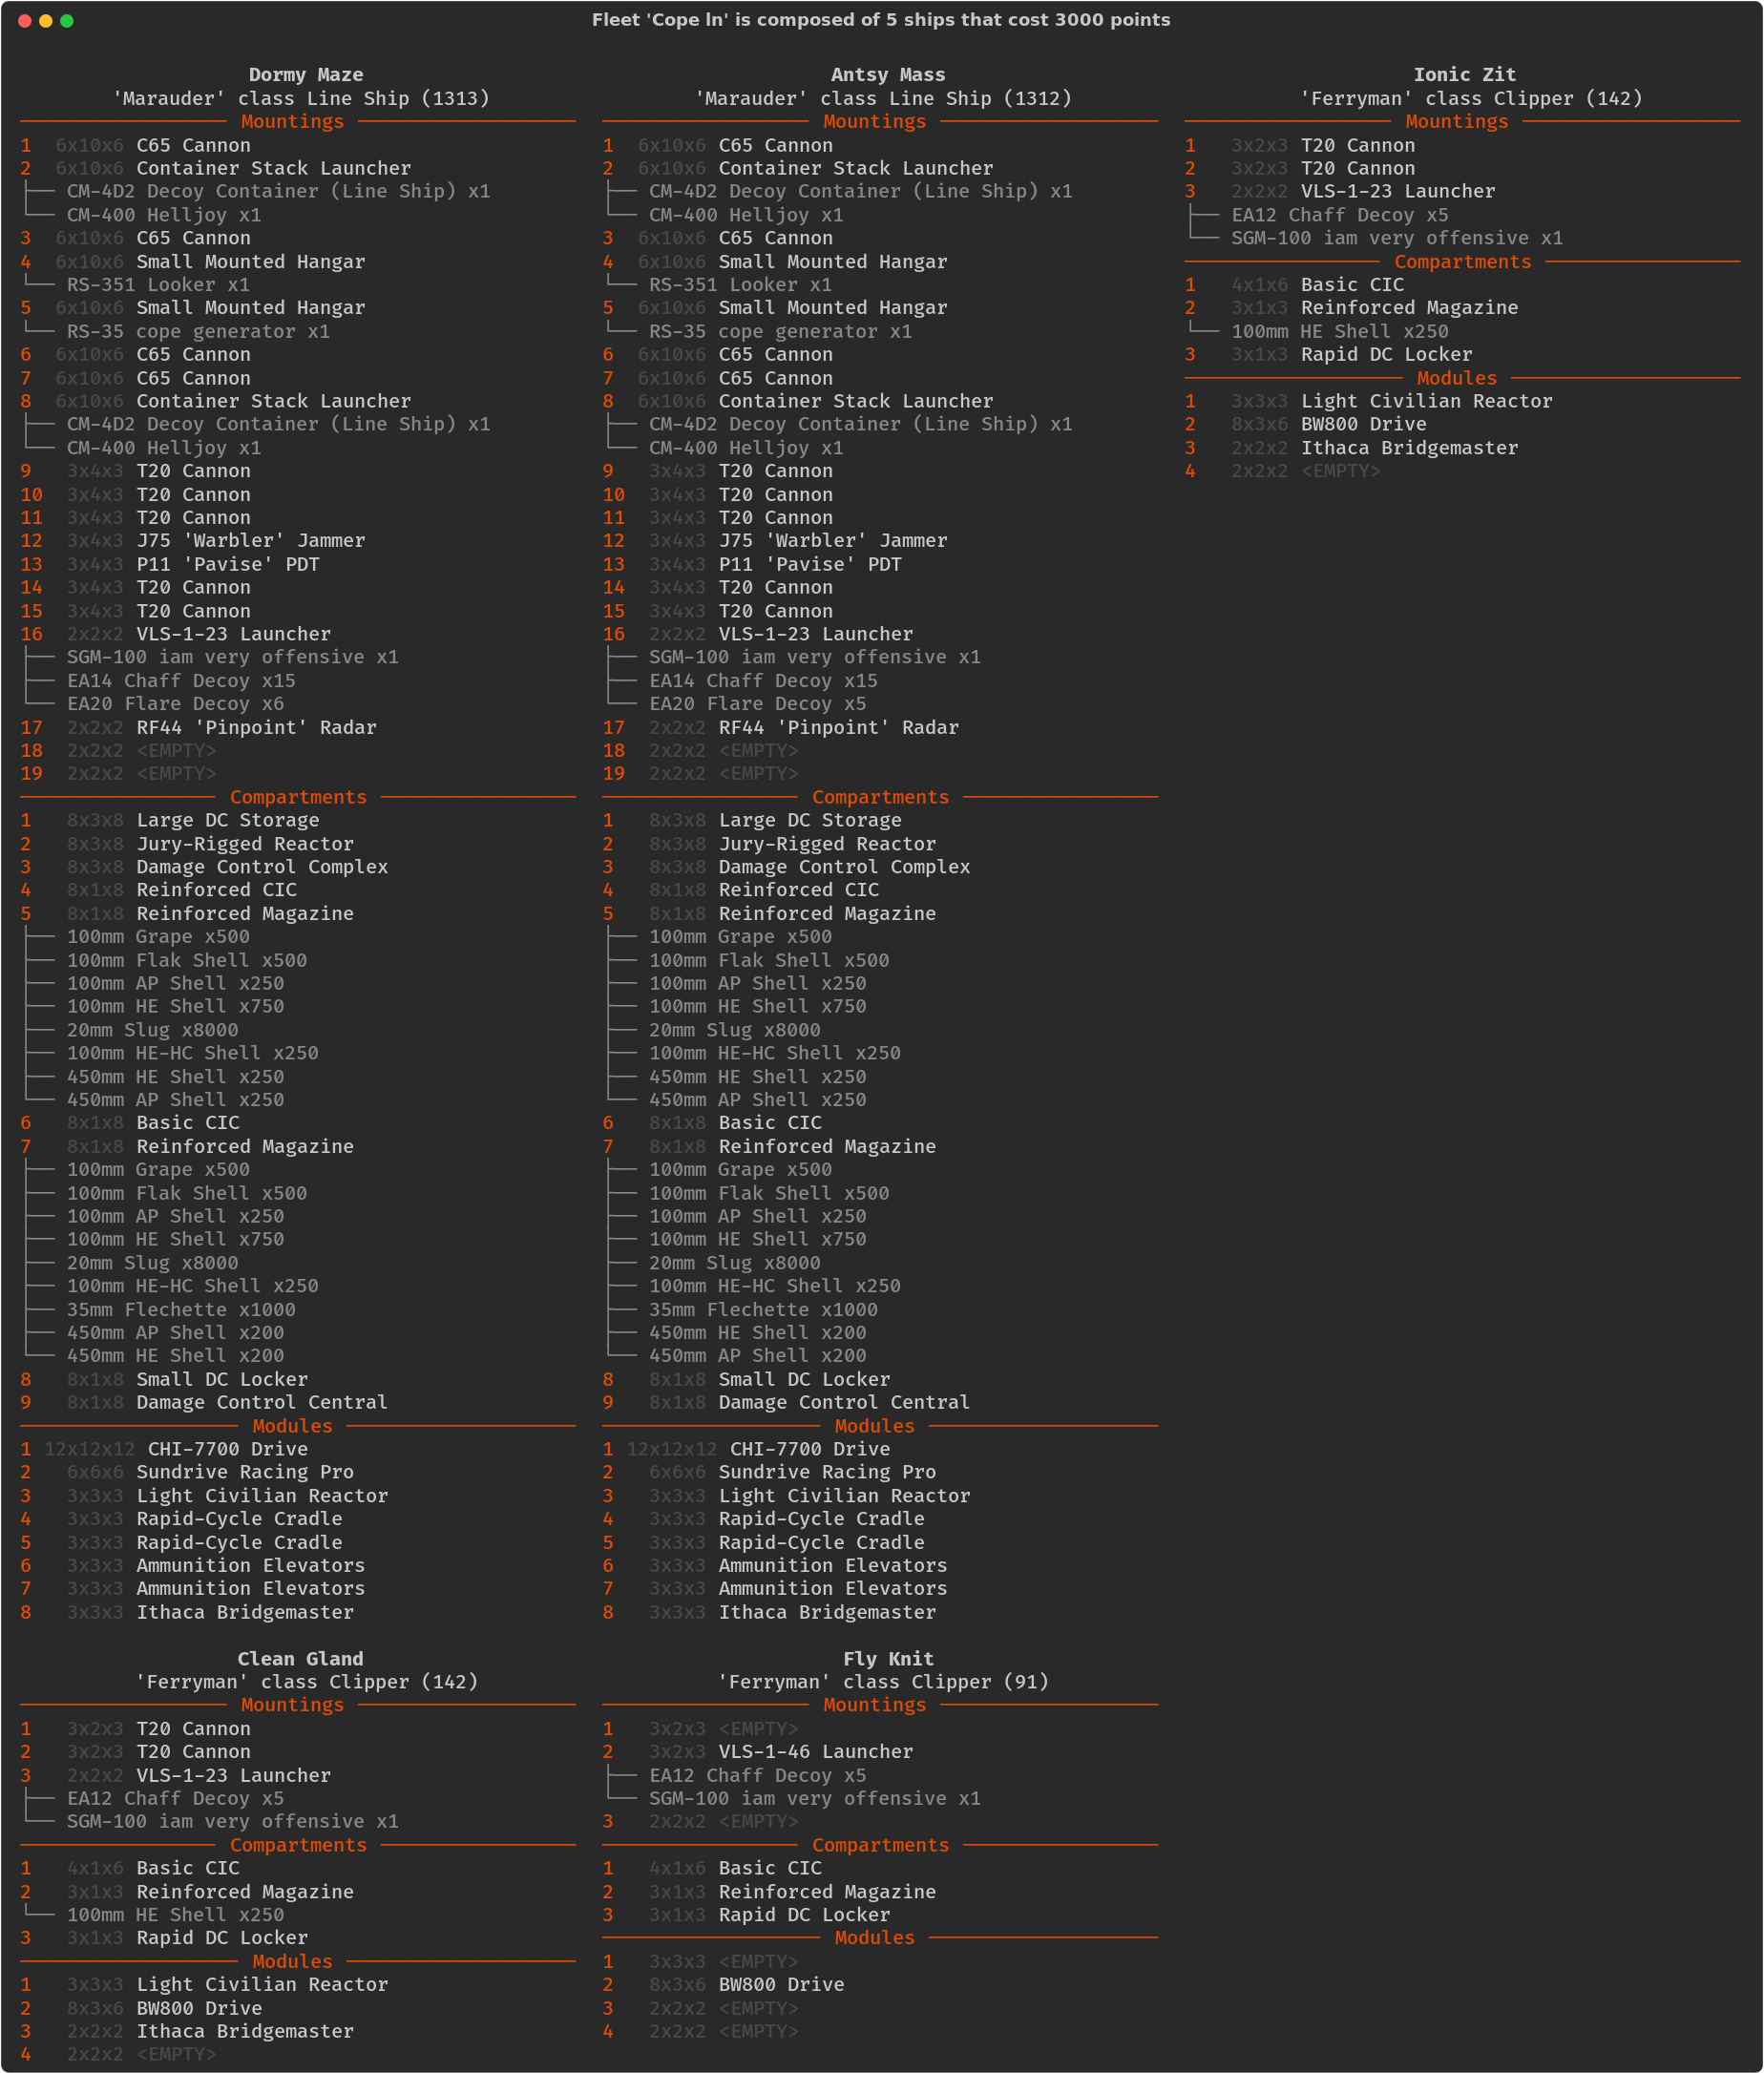 Fleet 'Cope In' is composed of 5 ships that cost 3000 points
Dormy Maze
'Marauder' class Line Ship (1313)
Mountings
1 6x10x6 C65 Cannon
2 6x10x6 Container Stack Launcher
├── CM-4D2 Decoy Container (Line Ship) x1
└── CM-400 Helljoy x1
3 6x10x6 C65 Cannon
4 6x10x6 Small Mounted Hangar
└── RS-351 Looker x1
5 6x10x6 Small Mounted Hangar
└── RS-35 cope generator x1
6 6x10x6 C65 Cannon
7 6x10x6 C65 Cannon
8 6x10x6 Container Stack Launcher
├── CM-4D2 Decoy Container (Line Ship) x1
└── CM-400 Helljoy x1
9 3x4x3 T20 Cannon
10 3x4x3 T20 Cannon
11 3x4x3 T20 Cannon
12 3x4x3 J75 'Warbler' Jammer
13 3x4x3 P11 'Pavise' PDT
14 3x4x3 T20 Cannon
15 3x4x3 T20 Cannon
16 2x2x2 VLS-1-23 Launcher
├── SGM-100 iam very offensive x1
├── EA14 Chaff Decoy x15
└── EA20 Flare Decoy x6
17 2x2x2 RF44 'Pinpoint' Radar
18 2x2x2 <EMPTY>
19 2x2x2 <EMPTY>
Compartments
1 8x3x8 Large DC Storage
2 8x3x8 Jury-Rigged Reactor
3 8x3x8 Damage Control Complex
4 8x1x8 Reinforced CIC
5 8x1x8 Reinforced Magazine
├── 100mm Grape x500
├── 100mm Flak Shell x500
├── 100mm AP Shell x250
├── 100mm HE Shell x750
├── 20mm Slug x8000
├── 100mm HE-HC Shell x250
├── 450mm HE Shell x250
└── 450mm AP Shell x250
6 8x1x8 Basic CIC
7 8x1x8 Reinforced Magazine
├── 100mm Grape x500
├── 100mm Flak Shell x500
├── 100mm AP Shell x250
├── 100mm HE Shell x750
├── 20mm Slug x8000
├── 100mm HE-HC Shell x250
├── 35mm Flechette x1000
├── 450mm AP Shell x200
└── 450mm HE Shell x200
8 8x1x8 Small DC Locker
9 8x1x8 Damage Control Central
Modules
1 12x12x12 CHI-7700 Drive
2 6x6x6 Sundrive Racing Pro
3 3x3x3 Light Civilian Reactor
4 3x3x3 Rapid-Cycle Cradle
5 3x3x3 Rapid-Cycle Cradle
6 3x3x3 Ammunition Elevators
7 3x3x3 Ammunition Elevators
8 3x3x3 Ithaca Bridgemaster
Antsy Mass
'Marauder' class Line Ship (1312)
Mountings
1 6x10x6 C65 Cannon
2 6x10x6 Container Stack Launcher
├── CM-4D2 Decoy Container (Line Ship) x1
└── CM-400 Helljoy x1
3 6x10x6 C65 Cannon
4 6x10x6 Small Mounted Hangar
└── RS-351 Looker x1
5 6x10x6 Small Mounted Hangar
└── RS-35 cope generator x1
6 6x10x6 C65 Cannon
7 6x10x6 C65 Cannon
8 6x10x6 Container Stack Launcher
├── CM-4D2 Decoy Container (Line Ship) x1
└── CM-400 Helljoy x1
9 3x4x3 T20 Cannon
10 3x4x3 T20 Cannon
11 3x4x3 T20 Cannon
12 3x4x3 J75 'Warbler' Jammer
13 3x4x3 P11 'Pavise' PDT
14 3x4x3 T20 Cannon
15 3x4x3 T20 Cannon
16 2x2x2 VLS-1-23 Launcher
├── SGM-100 iam very offensive x1
├── EA14 Chaff Decoy x15
└── EA20 Flare Decoy x5
17 2x2x2 RF44 'Pinpoint' Radar
18 2x2x2 <EMPTY>
19 2x2x2 <EMPTY>
Compartments
1 8x3x8 Large DC Storage
2 8x3x8 Jury-Rigged Reactor
3 8x3x8 Damage Control Complex
4 8x1x8 Reinforced CIC
5 8x1x8 Reinforced Magazine
├── 100mm Grape x500
├── 100mm Flak Shell x500
├── 100mm AP Shell x250
├── 100mm HE Shell x750
├── 20mm Slug x8000
├── 100mm HE-HC Shell x250
├── 450mm HE Shell x250
└── 450mm AP Shell x250
6 8x1x8 Basic CIC
7 8x1x8 Reinforced Magazine
├── 100mm Grape x500
├── 100mm Flak Shell x500
├── 100mm AP Shell x250
├── 100mm HE Shell x750
├── 20mm Slug x8000
├── 100mm HE-HC Shell x250
├── 35mm Flechette x1000
├── 450mm HE Shell x200
└── 450mm AP Shell x200
8 8x1x8 Small DC Locker
9 8x1x8 Damage Control Central
Modules
1 12x12x12 CHI-7700 Drive
2 6x6x6 Sundrive Racing Pro
3 3x3x3 Light Civilian Reactor
4 3x3x3 Rapid-Cycle Cradle
5 3x3x3 Rapid-Cycle Cradle
6 3x3x3 Ammunition Elevators
7 3x3x3 Ammunition Elevators
8 3x3x3 Ithaca Bridgemaster
Ionic Zit
'Ferryman' class Clipper (142)
Mountings
1 3x2x3 T20 Cannon
2 3x2x3 T20 Cannon
3 2x2x2 VLS-1-23 Launcher
├── EA12 Chaff Decoy x5
└── SGM-100 iam very offensive x1
Compartments
1 4x1x6 Basic CIC
2 3x1x3 Reinforced Magazine
└── 100mm HE Shell x250
3 3x1x3 Rapid DC Locker
Modules
1 3x3x3 Light Civilian Reactor
2 8x3x6 BW800 Drive
3 2x2x2 Ithaca Bridgemaster
4 2x2x2 <EMPTY>
Clean Gland
'Ferryman' class Clipper (142)
Mountings
1 3x2x3 T20 Cannon
2 3x2x3 T20 Cannon
3 2x2x2 VLS-1-23 Launcher
├── EA12 Chaff Decoy x5
└── SGM-100 iam very offensive x1
Compartments
1 4x1x6 Basic CIC
2 3x1x3 Reinforced Magazine
└── 100mm HE Shell x250
3 3x1x3 Rapid DC Locker
Modules
1 3x3x3 Light Civilian Reactor
2 8x3x6 BW800 Drive
3 2x2x2 Ithaca Bridgemaster
4 2x2x2 <EMPTY>
Fly Knit
'Ferryman' class Clipper (91)
Mountings
1 3x2x3 <EMPTY>
2 3x2x3 VLS-1-46 Launcher
├── EA12 Chaff Decoy x5
└── SGM-100 iam very offensive x1
3 2x2x2 <EMPTY>
Compartments
1 4x1x6 Basic CIC
2 3x1x3 Reinforced Magazine
3 3x1x3 Rapid DC Locker
Modules
1 3x3x3 <EMPTY>
2 8x3x6 BW800 Drive
3 2x2x2 <EMPTY>
4 2x2x2 <EMPTY>